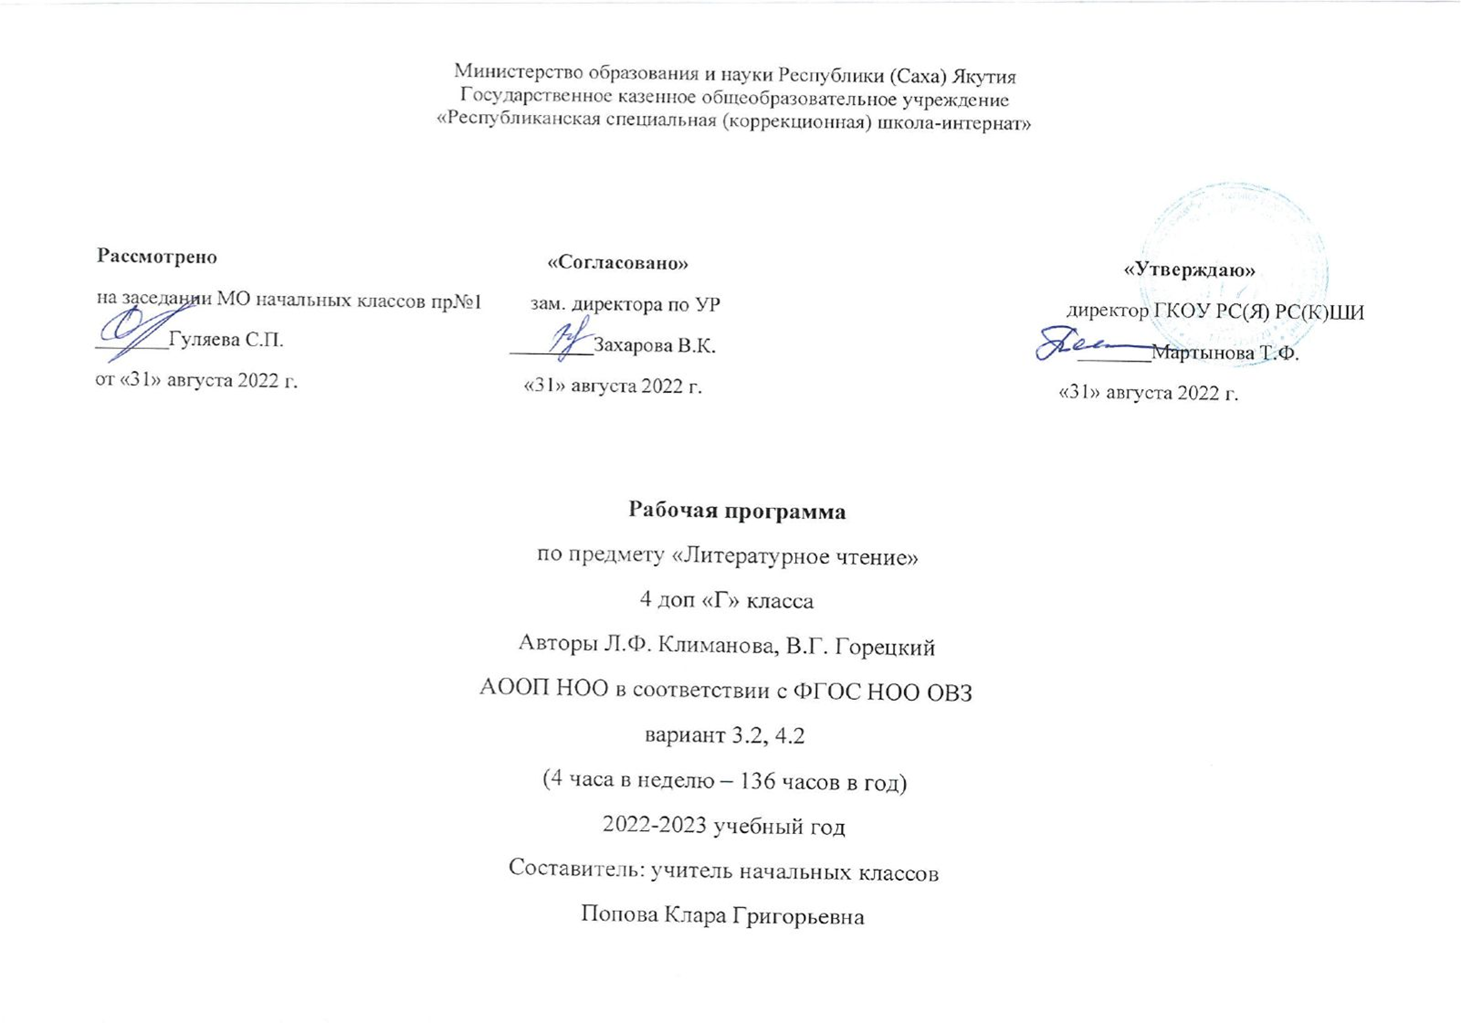 Министерство образования и науки Республики (Саха) Якутия
Государственное казенное общеобразовательное учреждение
«Республиканская специальная (коррекционная) школа-интернат»
Рассмотрено
на заседании МО начальных классов пр№1
________Гуляева С.П.
от «31» августа 2022 г.
«Согласовано»
зам. директора по УР
_________Захарова В.К.
«31» августа 2022 г.
«Утверждаю»
директор ГКОУ РС(Я) РС(К)ШИ
________Мартынова Т.Ф.
«31» августа 2022 г.
Рабочая программа
по предмету «Литературное чтение»
4 доп «Г» класса
Авторы Л.Ф. Климанова, В.Г. Горецкий
АООП НОО в соответствии с ФГОС НОО ОВЗ
вариант 3.2, 4.2
(4 часа в неделю – 136 часов в год)
2022-2023 учебный год
Составитель: учитель начальных классов
Попова Клара Григорьевна